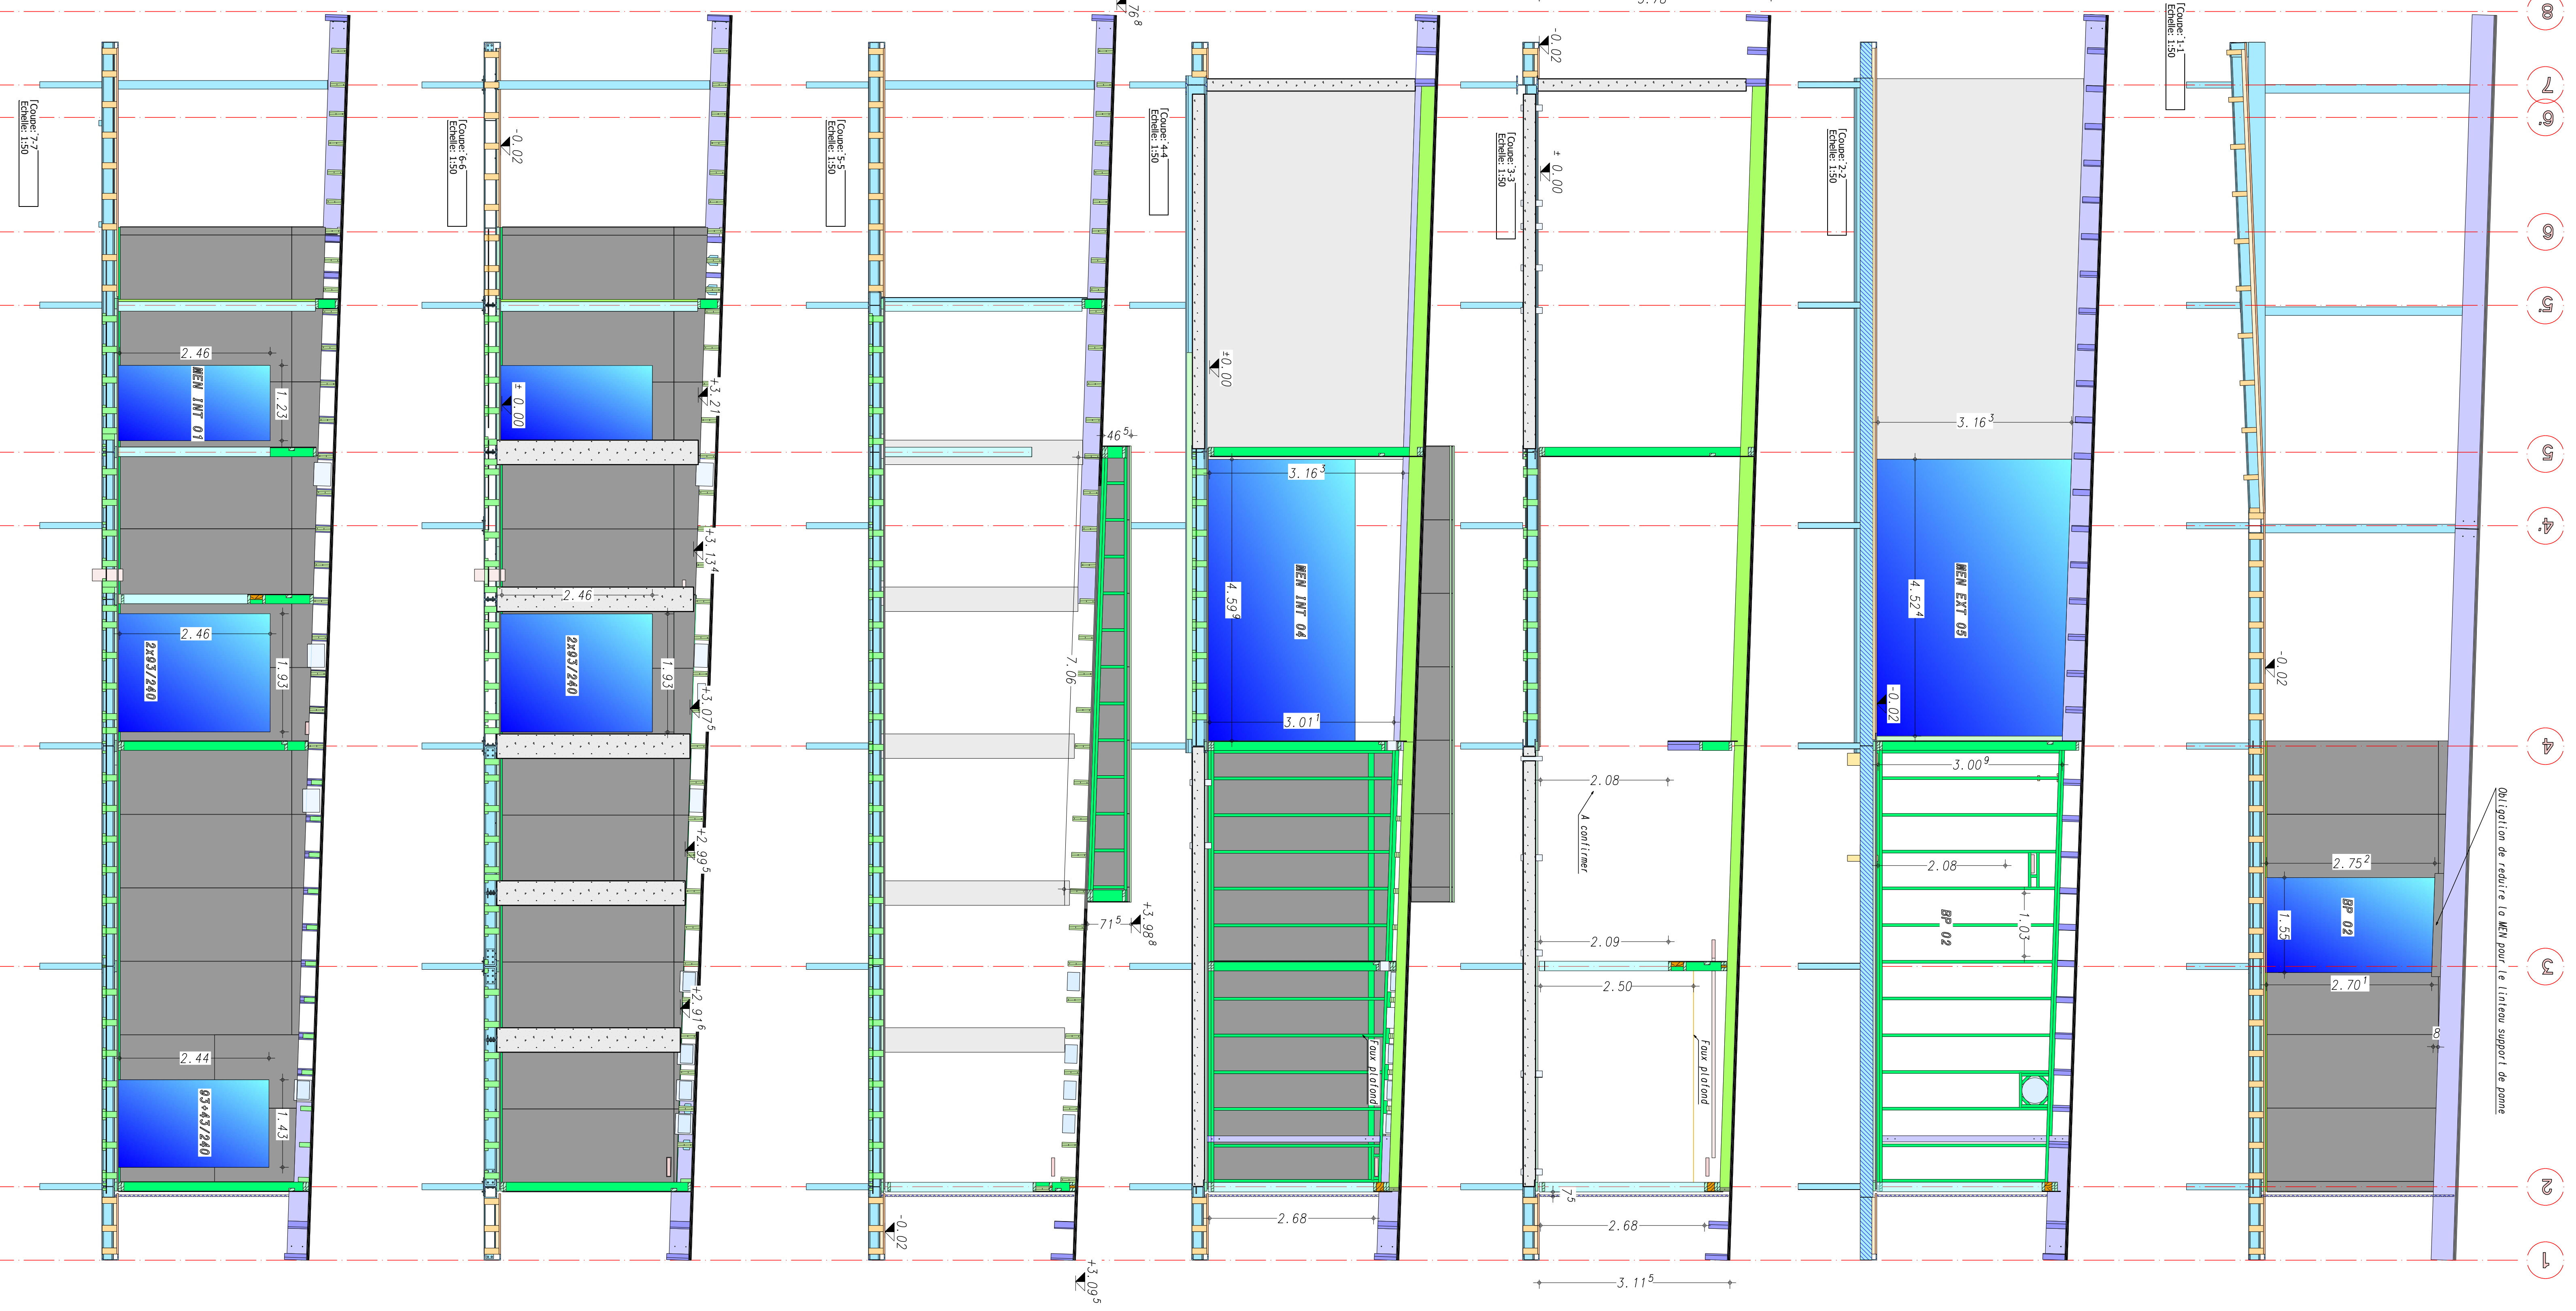 8
7
6'
6
5'
5
4'
4
3
2
1
Coupe: 1-1
Echelle: 1:50
-0.02
2.75²
BP 02
1.55
2.70¹
8
Obligation de reduire la MEN pour le linteau support de panne
Coupe: 2-2
Echelle: 1:50
3.16³
MEN EXT 05
4.52⁴
-0.02
3.00⁹
2.08
1.03
BP 02
Coupe: 3-3
Echelle: 1:50
-0.02
± 0.00
2.08
A confirmer
2.09
2.50
Faux plafond
7⁵
2.68
3.11⁵
Coupe: 4-4
Echelle: 1:50
±0.00
3.16³
MEN INT 04
4.59⁹
3.01¹
Faux plafond
2.68
Coupe: 5-5
Echelle: 1:50
76⁸
46⁵
7.06
71⁵
+3.98⁸
-0.02
+3.09⁵
Coupe: 6-6
Echelle: 1:50
-0.02
± 0.00
+3.21
+3.13⁴
2.46
2x93/240
1.93
+3.07⁵
+2.99⁵
+2.91⁶
Coupe: 7-7
Echelle: 1:50
2.46
MEN INT 01
1.23
2.46
2x93/240
1.93
2.44
93+43/240
1.43